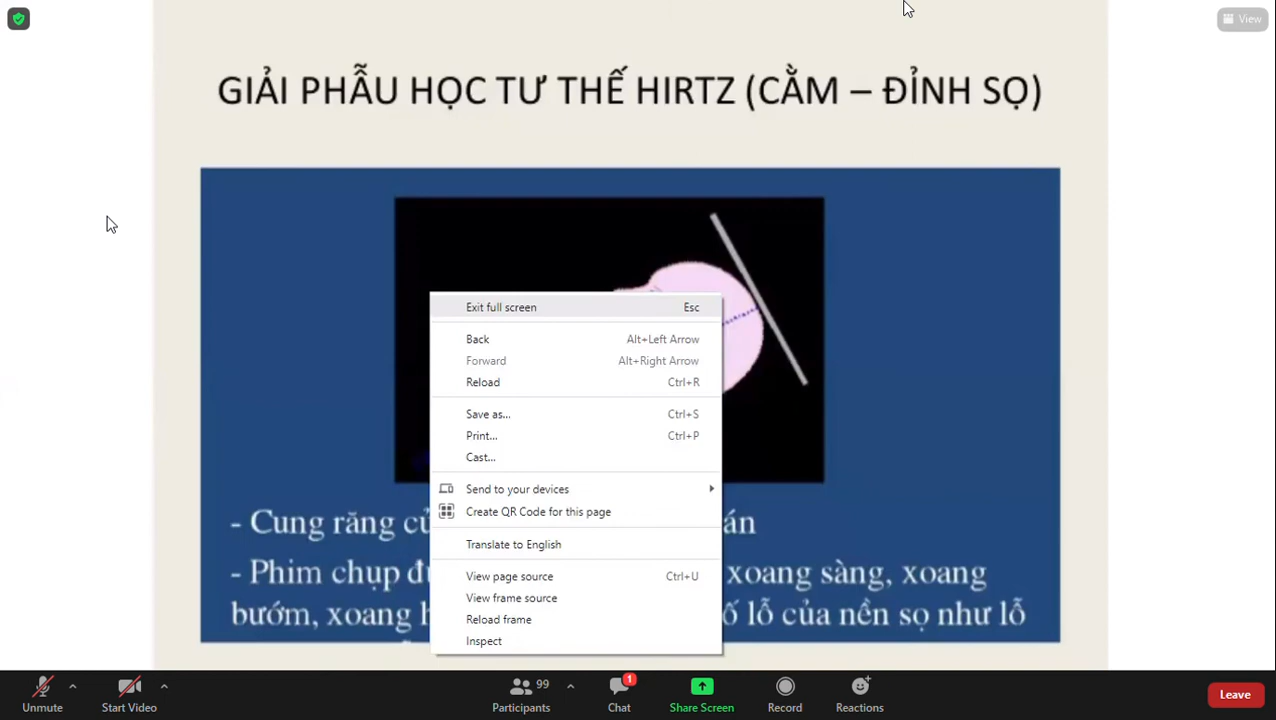 View
GIẢI PHẪU HỌC TƯ THẾ HIRTZ (CẰM – ĐỈNH SỌ)
Exit full screen Esc
Back Alt+Left Arrow
Forward Alt+Right Arrow
Reload Ctrl+R
Save as... Ctrl+S
Print... Ctrl+P
Cast...
Send to your devices
Create QR Code for this page
Translate to English
View page source Ctrl+U
View frame source
Reload frame
Inspect
- Cung răng án
- Phim chụp xoang sàng, xoang
bướm, xoang lỗ của nền sọ như lỗ
99
1
Unmute
Start Video
Participants
Chat
Share Screen
Record
Reactions
Leave